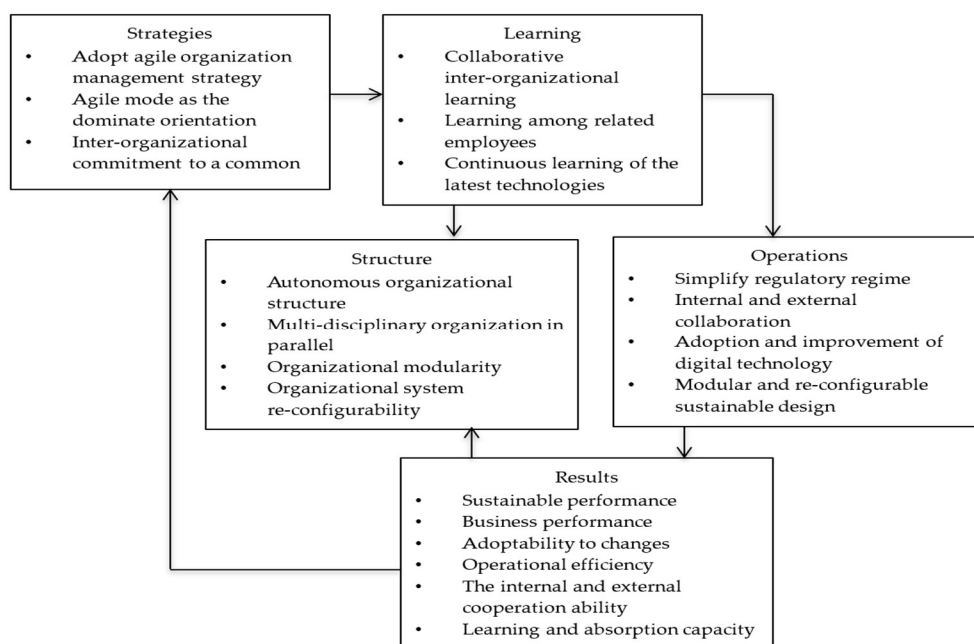 Strategies
• Adopt agile organization
management strategy
• Agile mode as the
dominate orientation
• Inter-organizational
commitment to a common
Learning
• Collaborative
inter-organizational
learning
• Learning among related
employees
• Continuous learning of the
latest technologies
Structure
• Autonomous organizational
structure
• Multi-disciplinary organization in
parallel
• Organizational modularity
• Organizational system
re-configurability
Operations
• Simplify regulatory regime
• Internal and external
collaboration
• Adoption and improvement of
digital technology
• Modular and re-configurable
sustainable design
Results
• Sustainable performance
• Business performance
• Adoptability to changes
• Operational efficiency
• The internal and external
cooperation ability
• Learning and absorption capacity